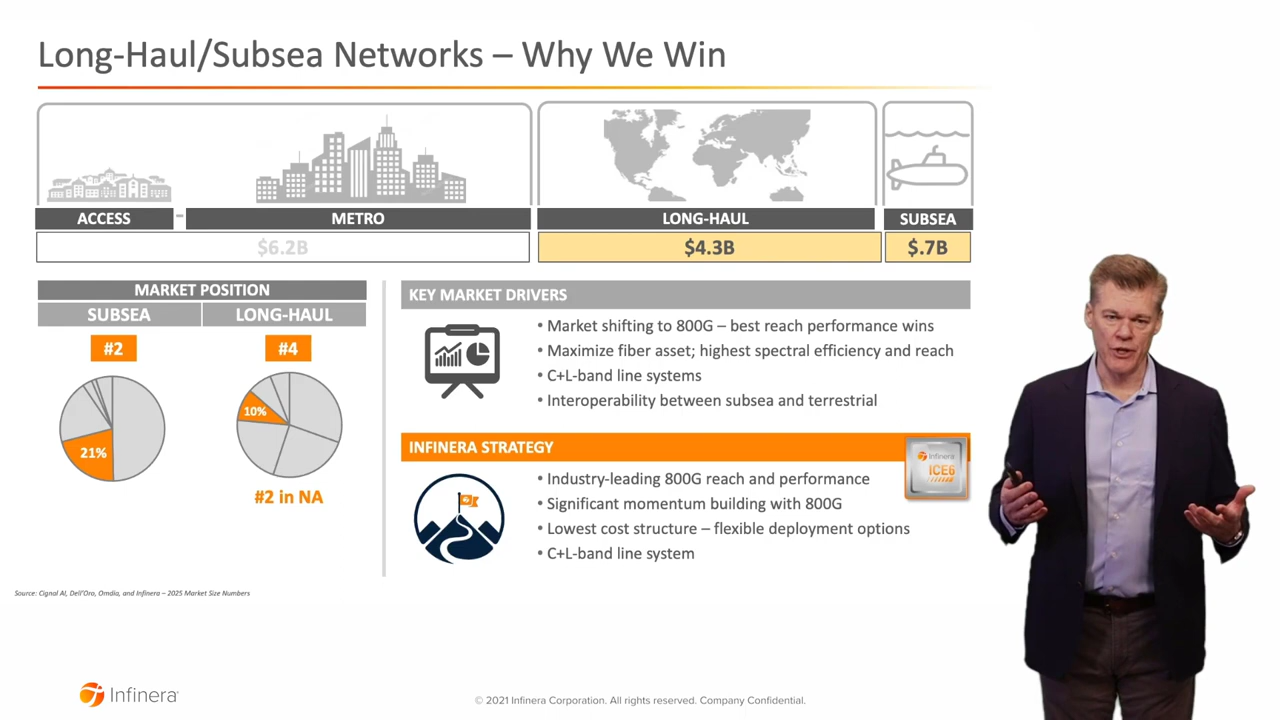 Long-Haul/Subsea Networks – Why We Win
ACCESS - METRO LONG-HAUL SUBSEA
$6.2B $4.3B $.7B
MARKET POSITION
SUBSEA LONG-HAUL
#2 #4
21% 10%
#2 in NA
KEY MARKET DRIVERS
• Market shifting to 800G – best reach performance wins
• Maximize fiber asset; highest spectral efficiency and reach
• C+L-band line systems
• Interoperability between subsea and terrestrial
INFINERA STRATEGY
Infinera
ICE6
• Industry-leading 800G reach and performance
• Significant momentum building with 800G
• Lowest cost structure – flexible deployment options
• C+L-band line system
Source: Cignal AI, Dell'Oro, Omdia, and Infinera – 2025 Market Size Numbers
Infinera
© 2021 Infinera Corporation. All rights reserved. Company Confidential.